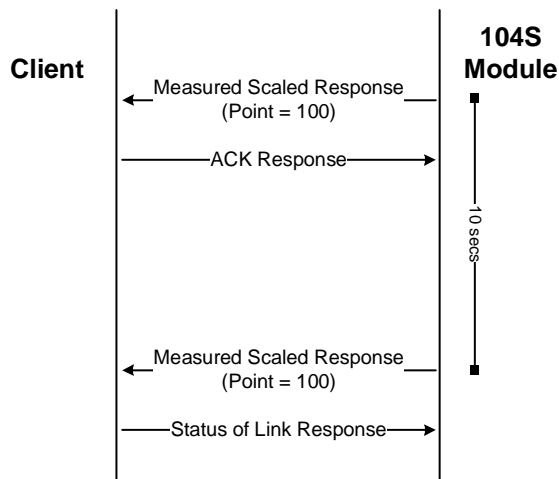 Client
104S
Module
Measured Scaled Response
(Point = 100)
ACK Response
10 secs
Measured Scaled Response
(Point = 100)
Status of Link Response